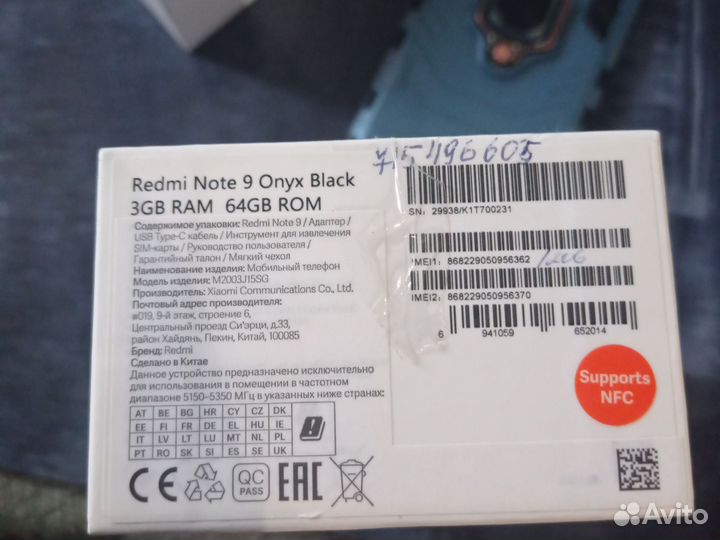 75496605
Redmi Note 9 Onyx Black
3GB RAM 64GB ROM
Содержимое упаковки: Redmi Note 9 / Адаптер /
USB Type-C кабель / Инструмент для извлечения
SIM-карты / Руководство пользователя /
Гарантийный талон / Мягкий чехол
Наименование изделия: Мобильный телефон
Модель изделия: M2003J15SG
Производитель: Xiaomi Communications Co., Ltd.
Почтовый адрес производителя:
#019, 9-й этаж, строение 6,
Центральный проезд Си'эрци, д.33,
район Хайдянь, Пекин, Китай, 100085
Бренд: Redmi
Сделано в Китае
Данное устройство предназначено исключительно
для использования в помещении в частотном
диапазоне 5150-5350 МГц в указанных ниже странах:
AT BE BG HR CY CZ DK
EE FI FR DE EL HU IE
IT LV LT LU MT NL PL
PT RO SK SI ES SE UK
CE QC PASS EAC
SN: 29938/K1T700231
IMEI1: 868229050956362
IMEI2: 868229050956370
6 941059 652014
Supports
NFC
Avito